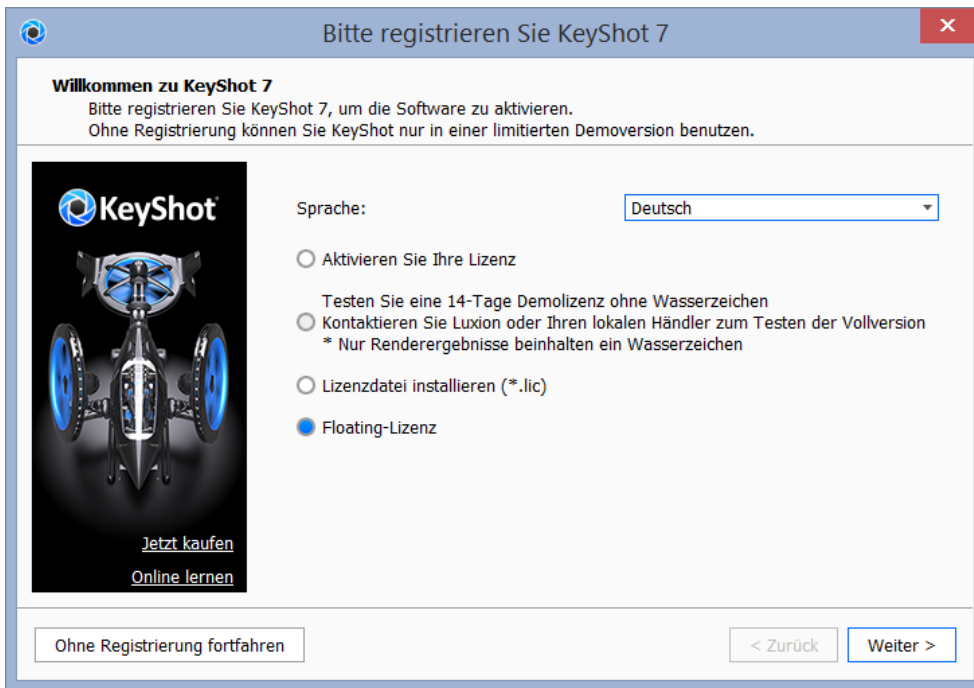 Bitte registrieren Sie KeyShot 7
Willkommen zu KeyShot 7
Bitte registrieren Sie KeyShot 7, um die Software zu aktivieren.
Ohne Registrierung können Sie KeyShot nur in einer limitierten Demoversion benutzen.
KeyShot
Jetzt kaufen
Online lernen
Sprache:
Deutsch
Aktivieren Sie Ihre Lizenz
Testen Sie eine 14-Tage Demolizenz ohne Wasserzeichen
Kontaktieren Sie Luxion oder Ihren lokalen Händler zum Testen der Vollversion
* Nur Renderergebnisse beinhalten ein Wasserzeichen
Lizenzdatei installieren (*.lic)
Floating-Lizenz
Ohne Registrierung fortfahren
< Zurück
Weiter >